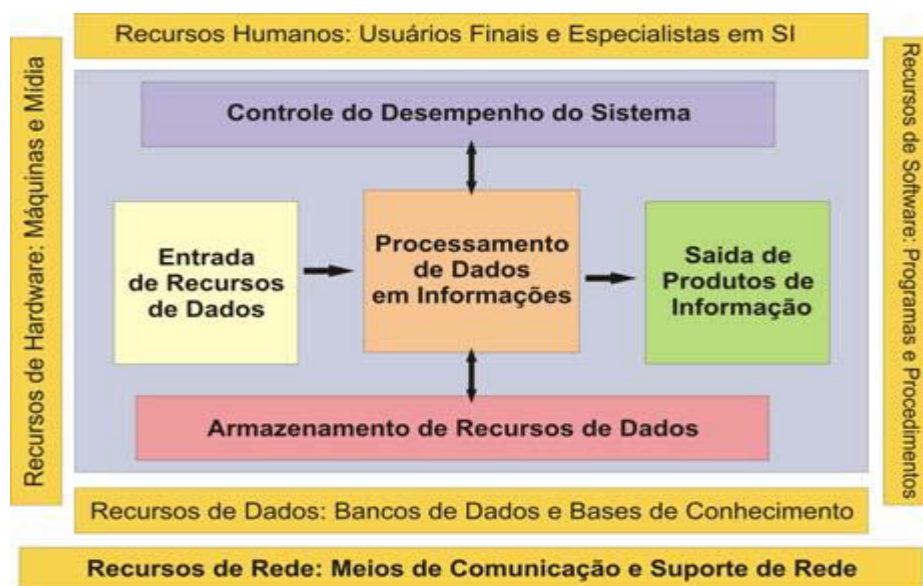 Recursos Humanos: Usuários Finais e Especialistas em SI
Recursos de Hardware: Máquinas e Mídia
Controle do Desempenho do Sistema
Entrada
de Recursos
de Dados
Processamento
de Dados
em Informações
Saida de
Produtos de
Informação
Armazenamento de Recursos de Dados
Recursos de Software: Programas e Procedimentos
Recursos de Dados: Bancos de Dados e Bases de Conhecimento
Recursos de Rede: Meios de Comunicação e Suporte de Rede